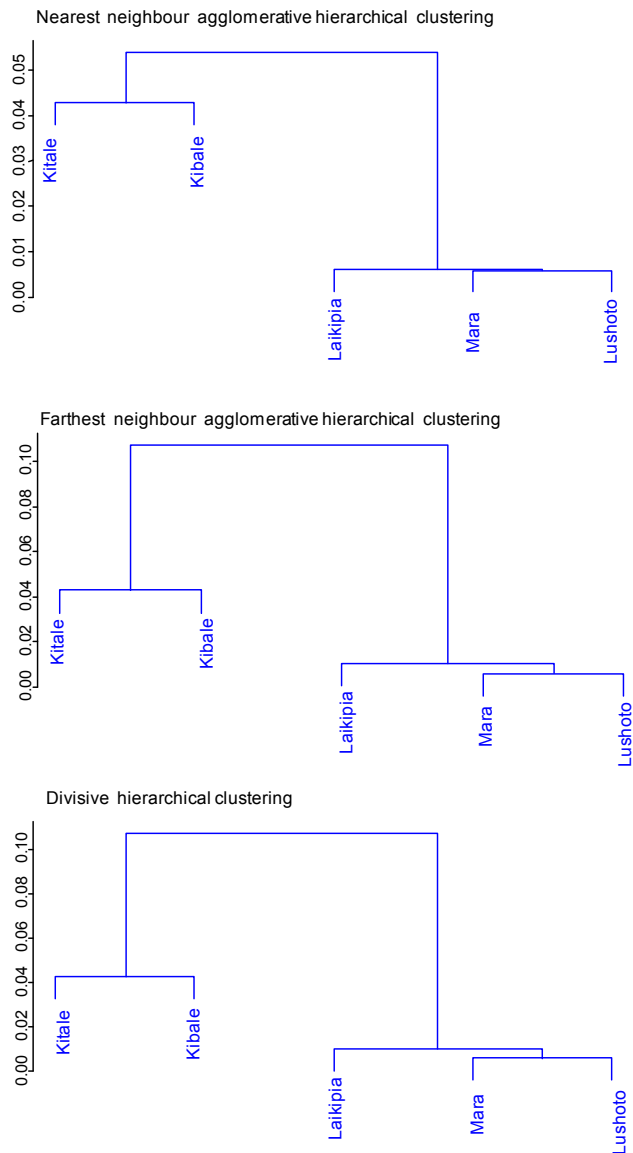 Nearest neighbour agglomerative hierarchical clustering
0.05
0.04
0.03
0.02
0.01
0.00
Kitale
Kibale
Laikipia
Mara
Lushoto
Farthest neighbour agglomerative hierarchical clustering
0.10
0.08
0.06
0.04
0.02
0.00
Kitale
Kibale
Laikipia
Mara
Lushoto
Divisive hierarchical clustering
0.10
0.08
0.06
0.04
0.02
0.00
Kitale
Kibale
Laikipia
Mara
Lushoto